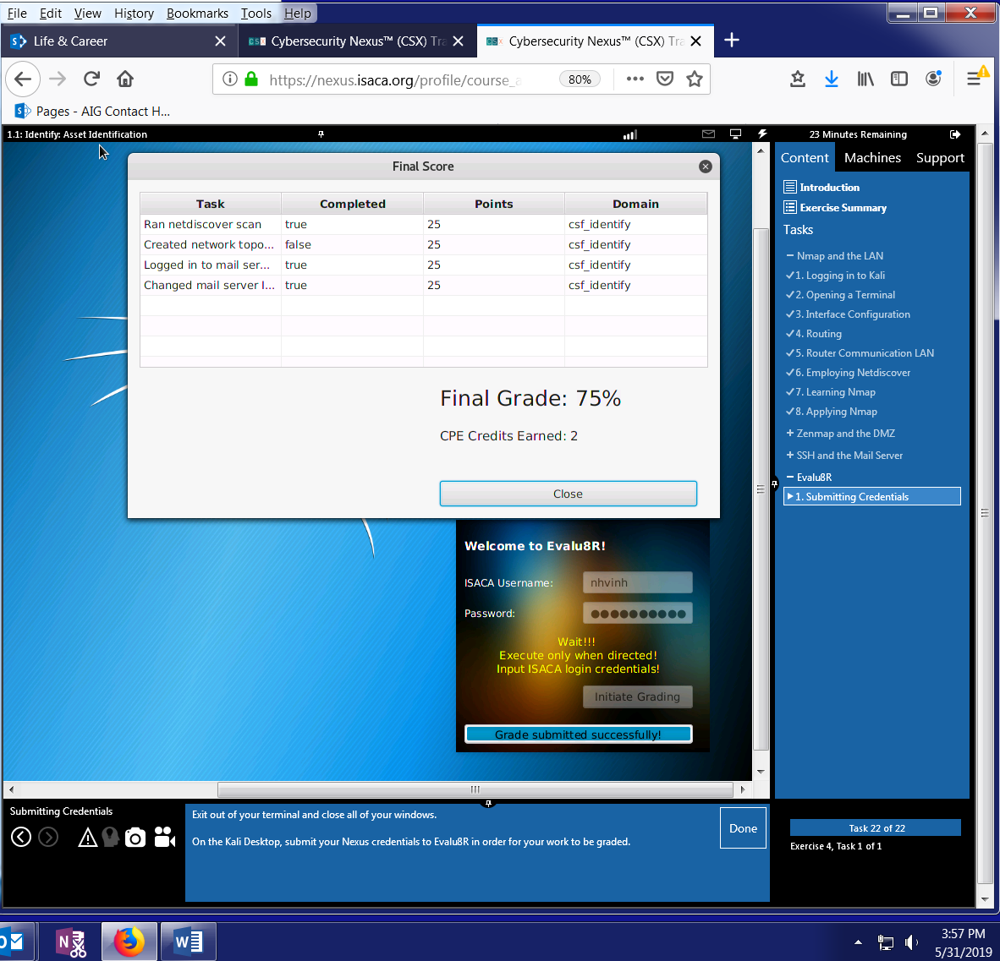 File Edit View History Bookmarks Tools Help
Life & Career
Cybersecurity Nexus™ (CSX) Tra
Cybersecurity Nexus™ (CSX) Tra
https://nexus.isaca.org/profile/course_a
80%
Pages - AIG Contact H...
1.1: Identify: Asset Identification
23 Minutes Remaining
Final Score
Task Completed Points Domain
Ran netdiscover scan true 25 csf_identify
Created network topo... false 25 csf_identify
Logged in to mail ser... true 25 csf_identify
Changed mail server I... true 25 csf_identify
Final Grade: 75%
CPE Credits Earned: 2
Close
Welcome to Evalu8R!
ISACA Username: nhvinh
Password: ●●●●●●●●●●
Wait!!!
Execute only when directed!
Input ISACA login credentials!
Initiate Grading
Grade submitted successfully!
Content Machines Support
Introduction
Exercise Summary
Tasks
− Nmap and the LAN
✓1. Logging in to Kali
✓2. Opening a Terminal
✓3. Interface Configuration
✓4. Routing
✓5. Router Communication LAN
✓6. Employing Netdiscover
✓7. Learning Nmap
✓8. Applying Nmap
+ Zenmap and the DMZ
+ SSH and the Mail Server
− Evalu8R
1. Submitting Credentials
Submitting Credentials
Exit out of your terminal and close all of your windows.
On the Kali Desktop, submit your Nexus credentials to Evalu8R in order for your work to be graded.
Done
Task 22 of 22
Exercise 4, Task 1 of 1
3:57 PM
5/31/2019